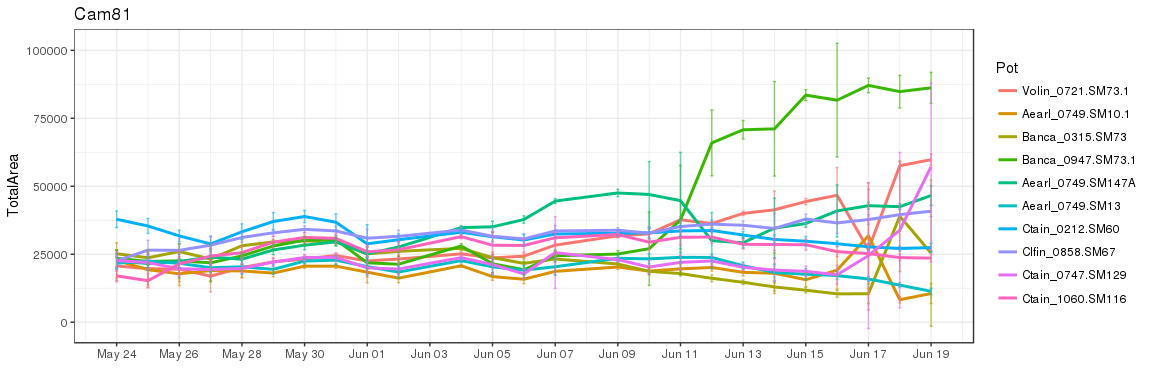 Cam81
TotalArea
100000
75000
50000
25000
0
May 24 May 26 May 28 May 30 Jun 01 Jun 03 Jun 05 Jun 07 Jun 09 Jun 11 Jun 13 Jun 15 Jun 17 Jun 19
Pot
Volin_0721.SM73.1
Aearl_0749.SM10.1
Banca_0315.SM73
Banca_0947.SM73.1
Aearl_0749.SM147A
Aearl_0749.SM13
Ctain_0212.SM60
Clfin_0858.SM67
Ctain_0747.SM129
Ctain_1060.SM116